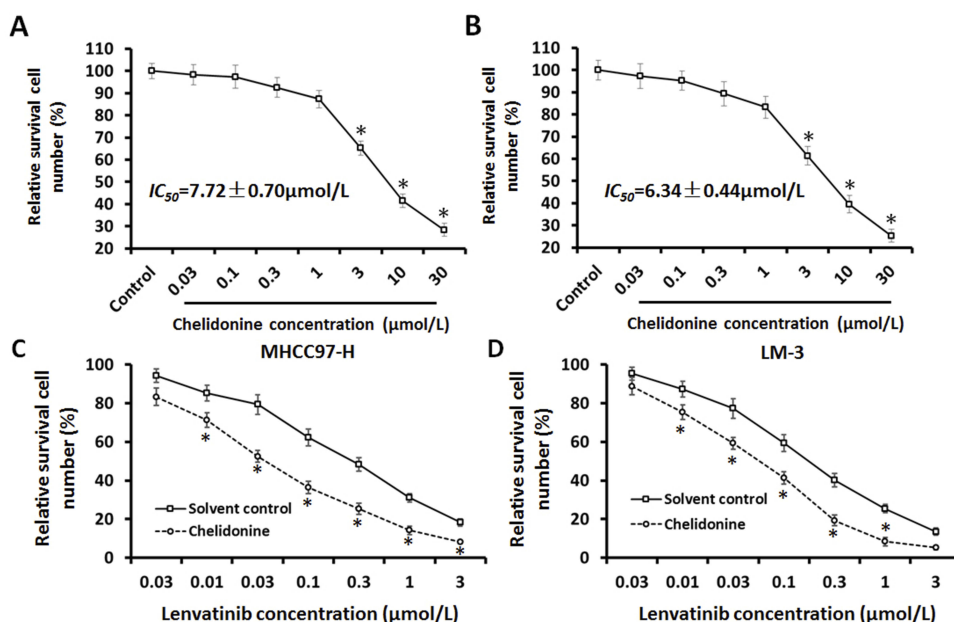 A
Relative survival cell
number (%)
110
100
90
80
70
60
50
40
30
20
*
*
*
IC50=7.72±0.70μmol/L
Control
0.03
0.1
0.3
1
3
10
30
Chelidonine concentration (μmol/L)
B
Relative survival cell
number (%)
110
100
90
80
70
60
50
40
30
20
*
*
*
IC50=6.34±0.44μmol/L
Control
0.03
0.1
0.3
1
3
10
30
Chelidonine concentration (μmol/L)
C
MHCC97-H
Relative survival cell
number (%)
100
80
60
40
20
0
*
*
*
*
*
*
Solvent control
Chelidonine
0.03 0.01 0.03 0.1 0.3 1 3
Lenvatinib concentration (μmol/L)
D
LM-3
Relative survival cell
number (%)
100
80
60
40
20
0
*
*
*
*
*
Solvent control
Chelidonine
0.03 0.01 0.03 0.1 0.3 1 3
Lenvatinib concentration (μmol/L)